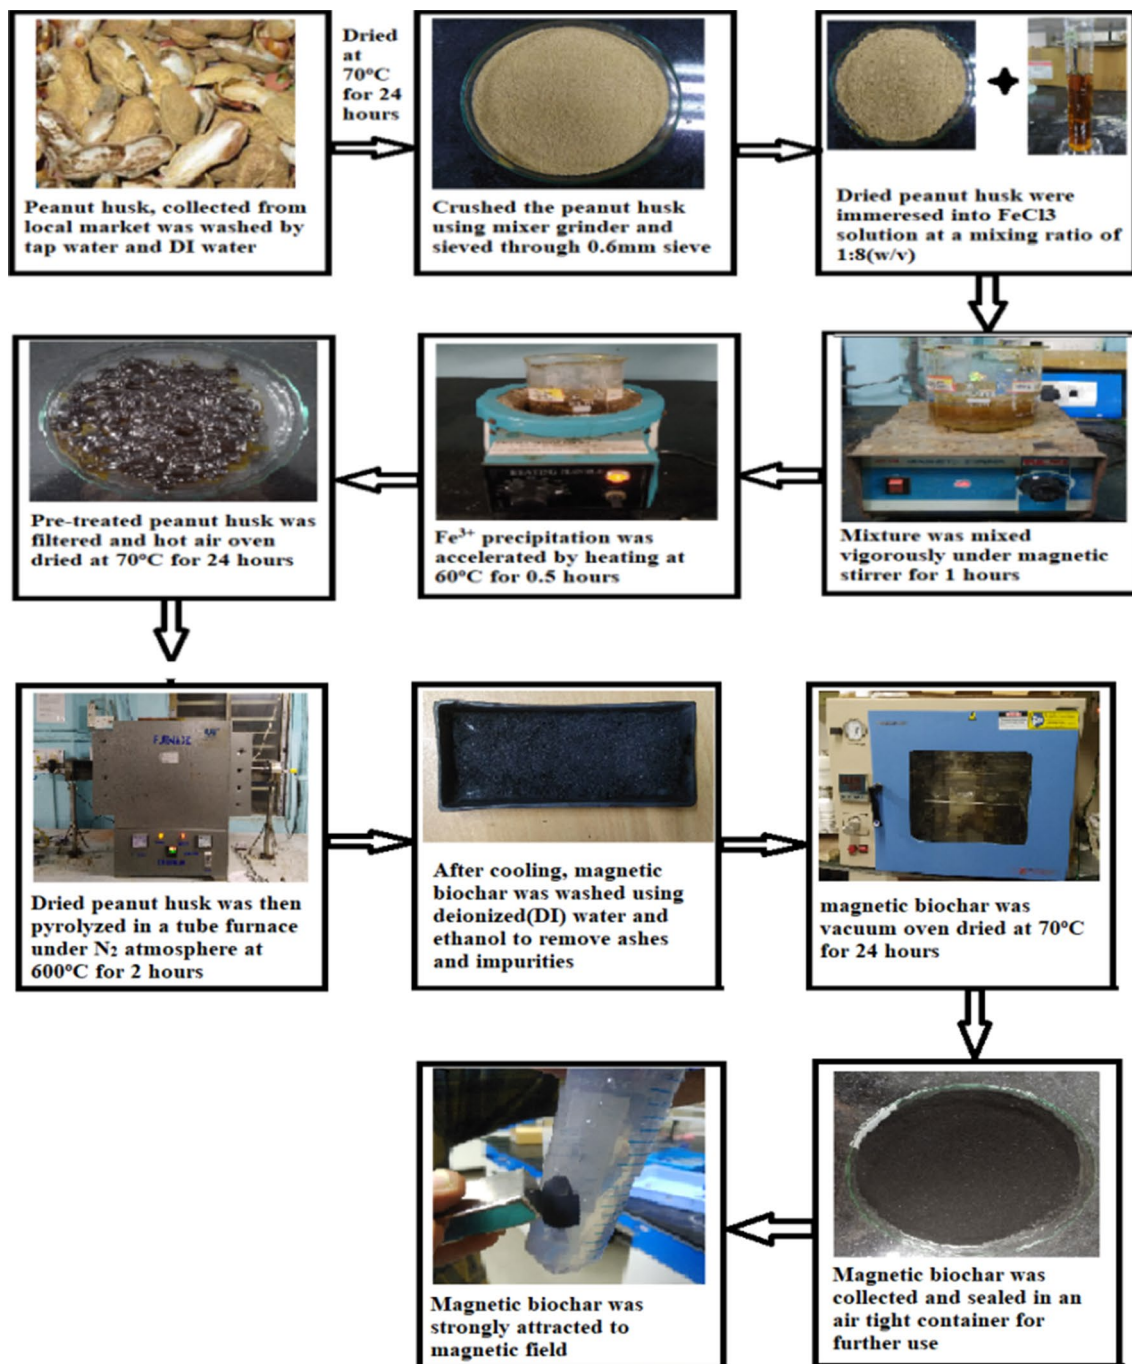 Peanut husk, collected from
local market was washed by
tap water and DI water
Dried
at
70ºC
for 24
hours
Crushed the peanut husk
using mixer grinder and
sieved through 0.6mm sieve
Dried peanut husk were
immeresed into FeCl3
solution at a mixing ratio of
1:8(w/v)
Mixture was mixed
vigorously under magnetic
stirrer for 1 hours
Fe³⁺ precipitation was
accelerated by heating at
60ºC for 0.5 hours
Pre-treated peanut husk was
filtered and hot air oven
dried at 70ºC for 24 hours
FURNACE
Dried peanut husk was then
pyrolyzed in a tube furnace
under N₂ atmosphere at
600ºC for 2 hours
After cooling, magnetic
biochar was washed using
deionized(DI) water and
ethanol to remove ashes
and impurities
magnetic biochar was
vacuum oven dried at 70ºC
for 24 hours
Magnetic biochar was
collected and sealed in an
air tight container for
further use
Magnetic biochar was
strongly attracted to
magnetic field